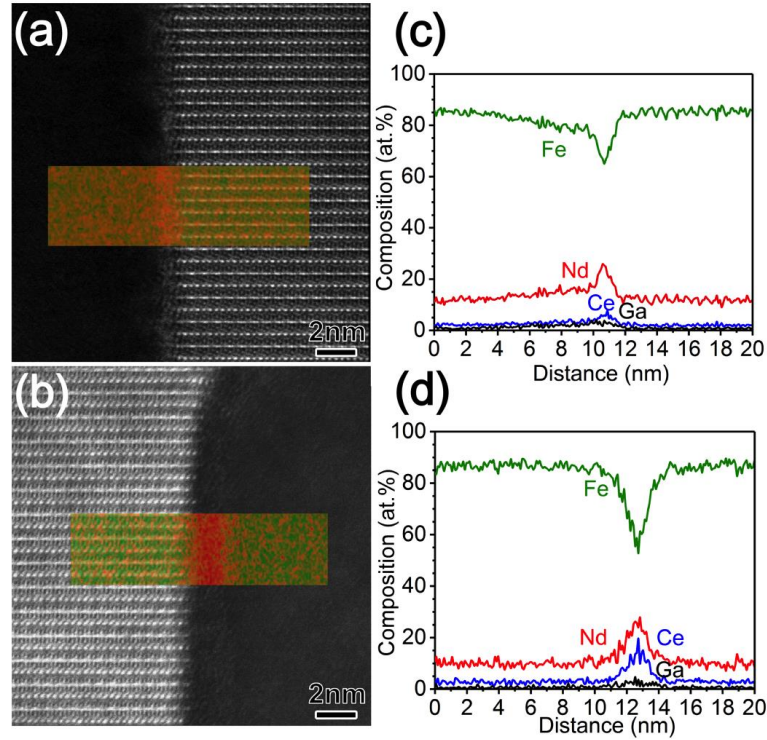 (a)
2nm
(b)
2nm
(c)
100
80
60
40
20
0
Composition (at.%)
Fe
Nd
Ce
Ga
0 2 4 6 8 10 12 14 16 18 20
Distance (nm)
(d)
100
80
60
40
20
0
Composition (at.%)
Fe
Nd
Ce
Ga
0 2 4 6 8 10 12 14 16 18 20
Distance (nm)